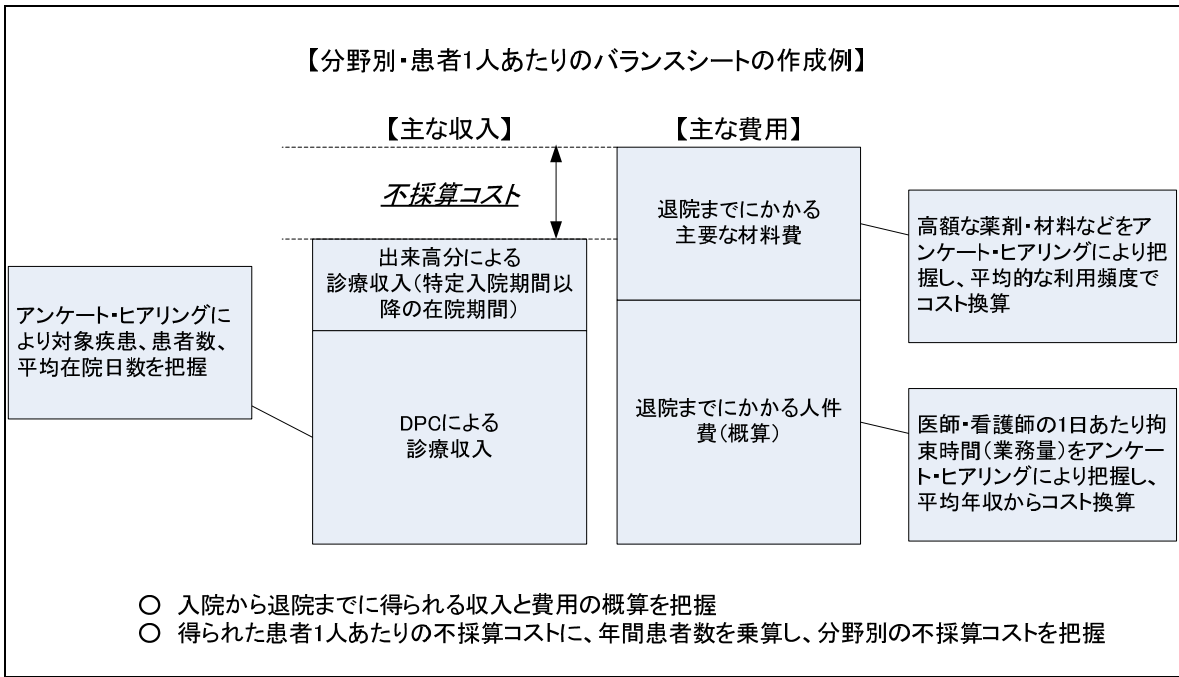 【分野別・患者1人あたりのバランスシートの作成例】
【主な収入】
【主な費用】
不採算コスト
退院までにかかる
主要な材料費
高額な薬剤・材料などをア
ンケート・ヒアリングにより把
握し、平均的な利用頻度で
コスト換算
出来高分による
診療収入(特定入院期間以
降の在院期間)
アンケート・ヒアリングに
より対象疾患、患者数、
平均在院日数を把握
DPCによる
診療収入
退院までにかかる人件
費(概算)
医師・看護師の1日あたり拘
束時間(業務量)をアンケー
ト・ヒアリングにより把握し、
平均年収からコスト換算
○ 入院から退院までに得られる収入と費用の概算を把握
○ 得られた患者1人あたりの不採算コストに、年間患者数を乗算し、分野別の不採算コストを把握